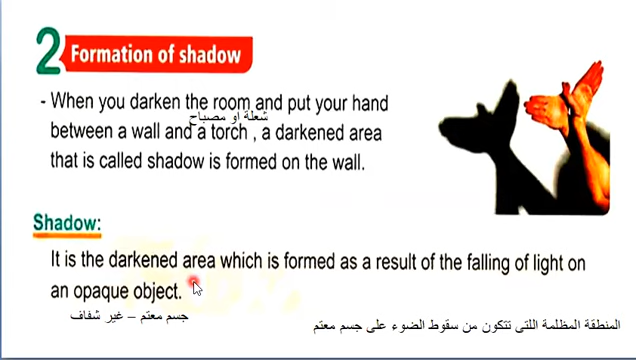 2 Formation of shadow
- When you darken the room and put your hand
شعلة او مصباح
between a wall and a torch , a darkened area
that is called shadow is formed on the wall.
Shadow:
It is the darkened area which is formed as a result of the falling of light on
an opaque object.
جسم معتم – غير شفاف
المنطقة المظلمة اللتى تتكون من سقوط الضوء على جسم معتم